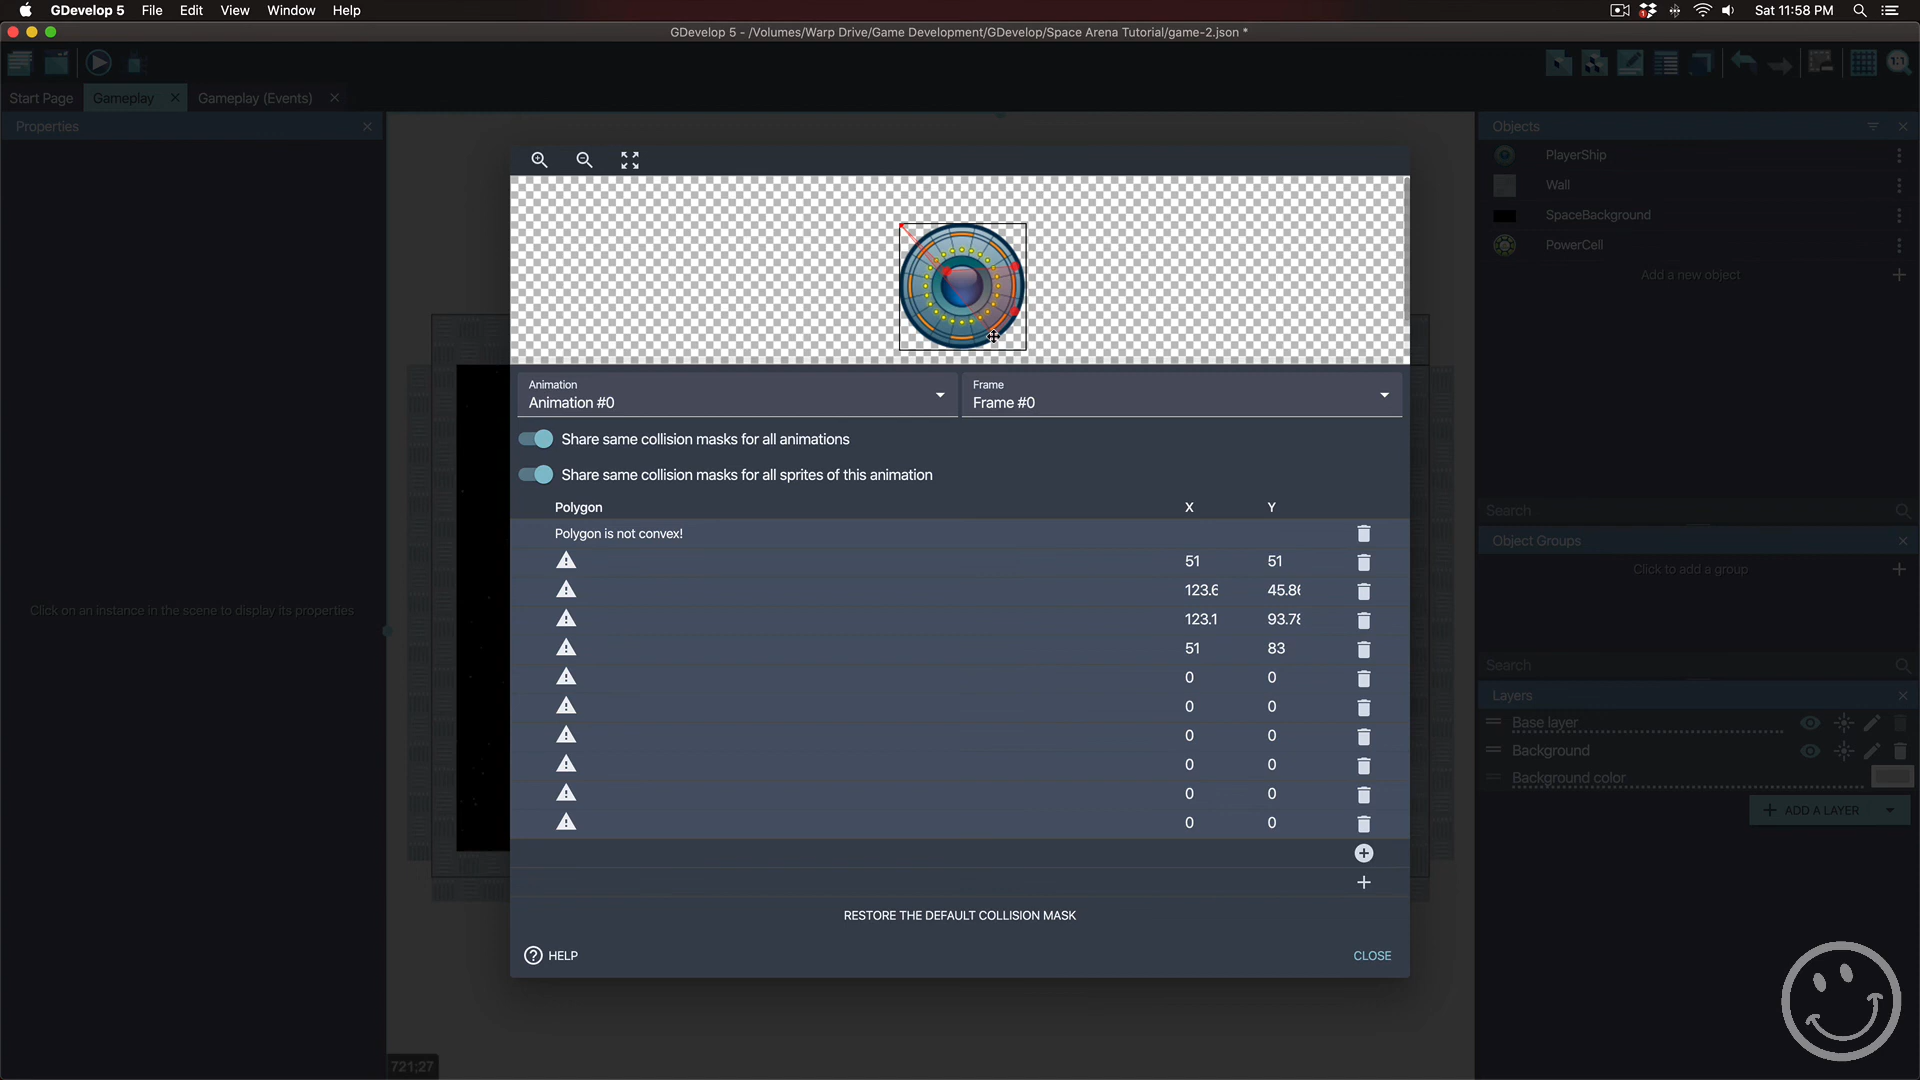 GDevelop 5 File Edit View Window Help Sat 11:58 PM
GDevelop 5 - /Volumes/Warp Drive/Game Development/GDevelop/Space Arena Tutorial/game-2.json *
1:1
Start Page Gameplay Gameplay (Events)
Properties
Click on an instance in the scene to display its properties
Animation
Animation #0
Frame
Frame #0
Share same collision masks for all animations
Share same collision masks for all sprites of this animation
Polygon X Y
Polygon is not convex!
51 51
123.6 45.86
123.1 93.78
51 83
0 0
0 0
0 0
0 0
0 0
0 0
RESTORE THE DEFAULT COLLISION MASK
HELP CLOSE
721;27
Objects
PlayerShip
Wall
SpaceBackground
PowerCell
Add a new object
Search
Object Groups
Click to add a group
Search
Layers
Base layer
Background
Background color
ADD A LAYER